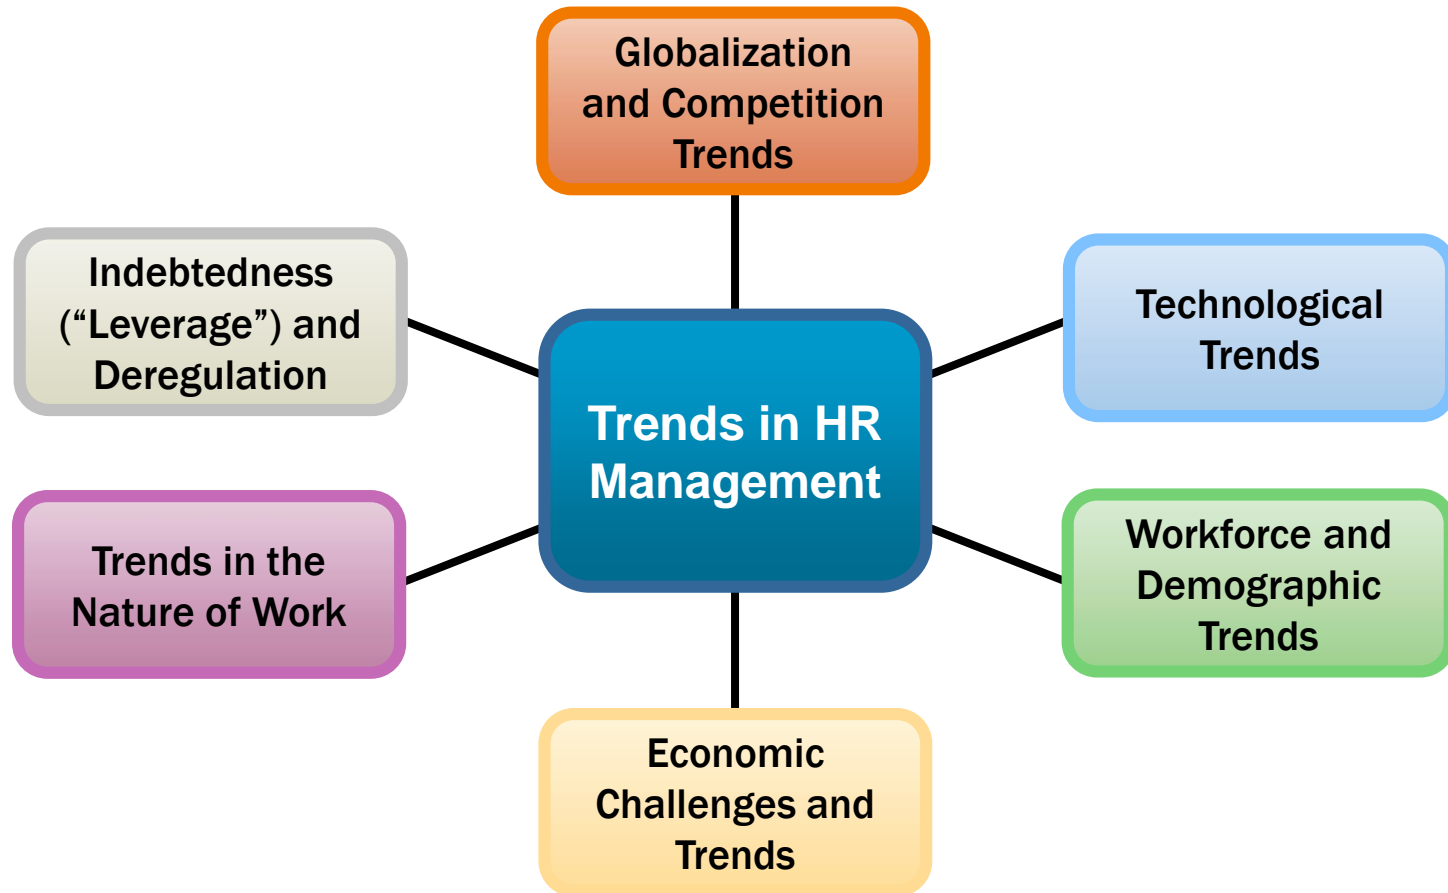 Globalization
and Competition
Trends
Indebtedness
(“Leverage”) and
Deregulation
Technological
Trends
Trends in HR
Management
Trends in the
Nature of Work
Workforce and
Demographic
Trends
Economic
Challenges and
Trends